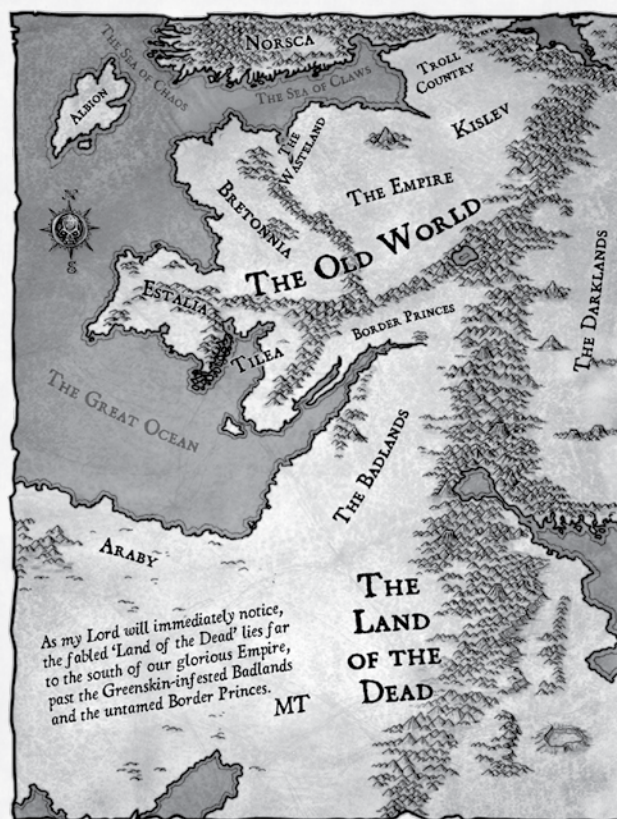 NORSCA
THE SEA OF CHAOS
ALBION
THE SEA OF CLAWS
TROLL
COUNTRY
KISLEV
THE
WASTELAND
THE EMPIRE
BRETONNIA
N
S
THE OLD WORLD
ESTALIA
TILEA
BORDER PRINCES
THE DARKLANDS
THE GREAT OCEAN
THE BADLANDS
ARABY
THE
LAND
OF THE
DEAD
As my Lord will immediately notice,
the fabled ‘Land of the Dead’ lies far
to the south of our glorious Empire,
past the Greenskin-infested Badlands
and the untamed Border Princes.
MT